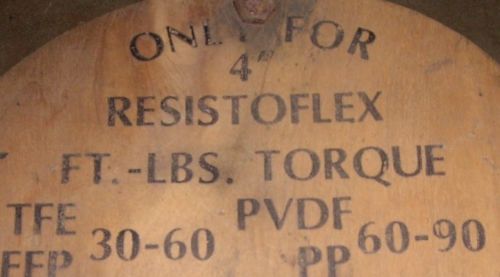 ONLY FOR
4"
RESISTOFLEX
FT.-LBS. TORQUE
TFE 30-60 PVDF 60-90
FEP PP